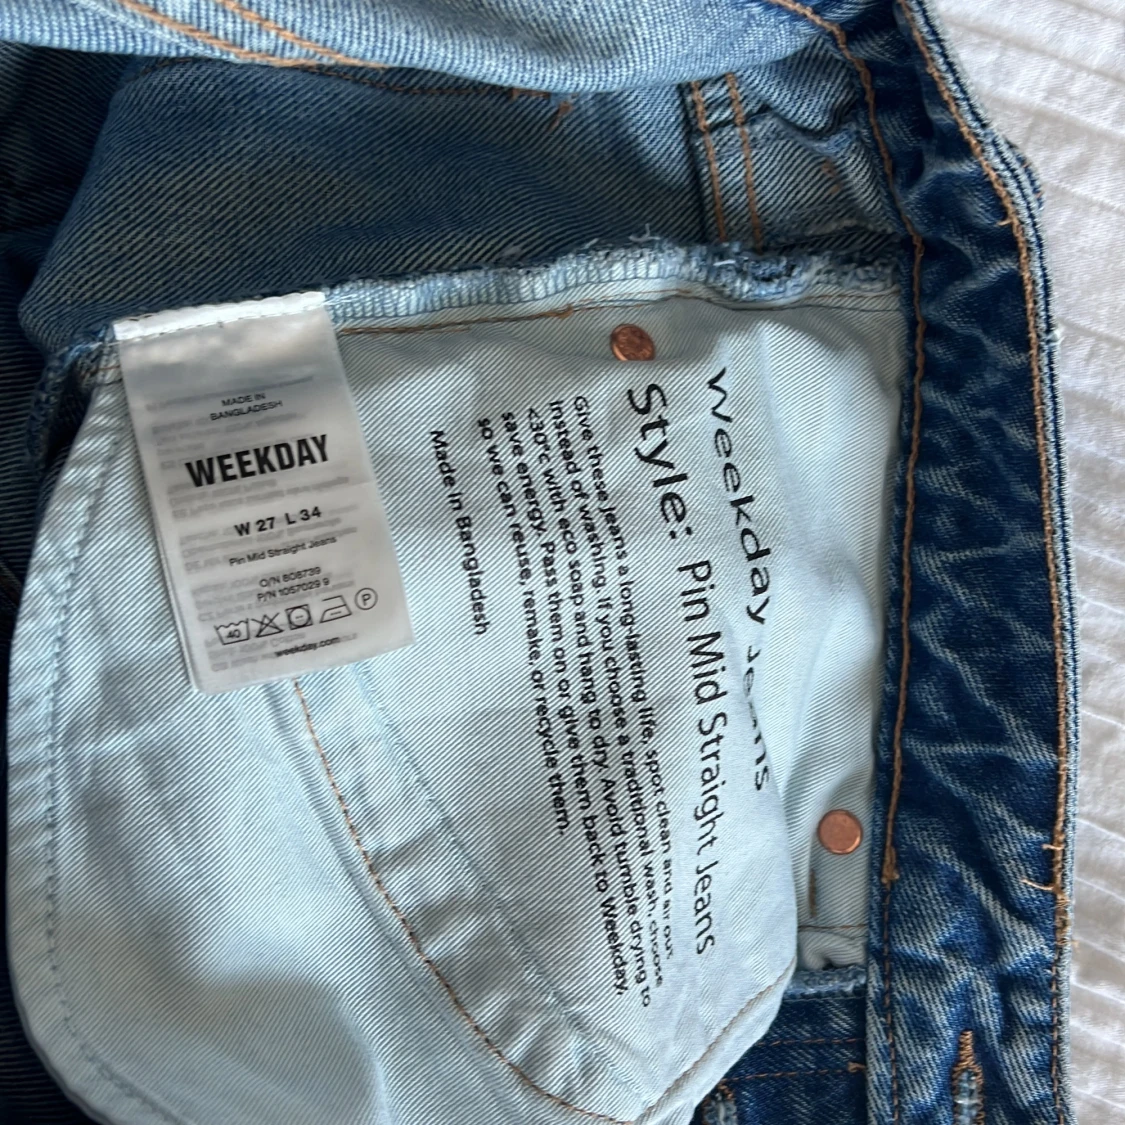 MADE IN
BANGLADESH
WEEKDAY
W 27 L 34
Pin Mid Straight Jeans
O/N 808739
P/N 1057029 9
40
P
weekday.com
Weekday Jeans
Style: Pin Mid Straight Jeans
Give these jeans a long-lasting life, spot clean and air out
instead of washing. If you choose a traditional wash, choose
<30°c with eco soap and hang to dry. Avoid tumble drying to
save energy. Pass them on or give them back to Weekday,
so we can reuse, remake, or recycle them.
Made in Bangladesh